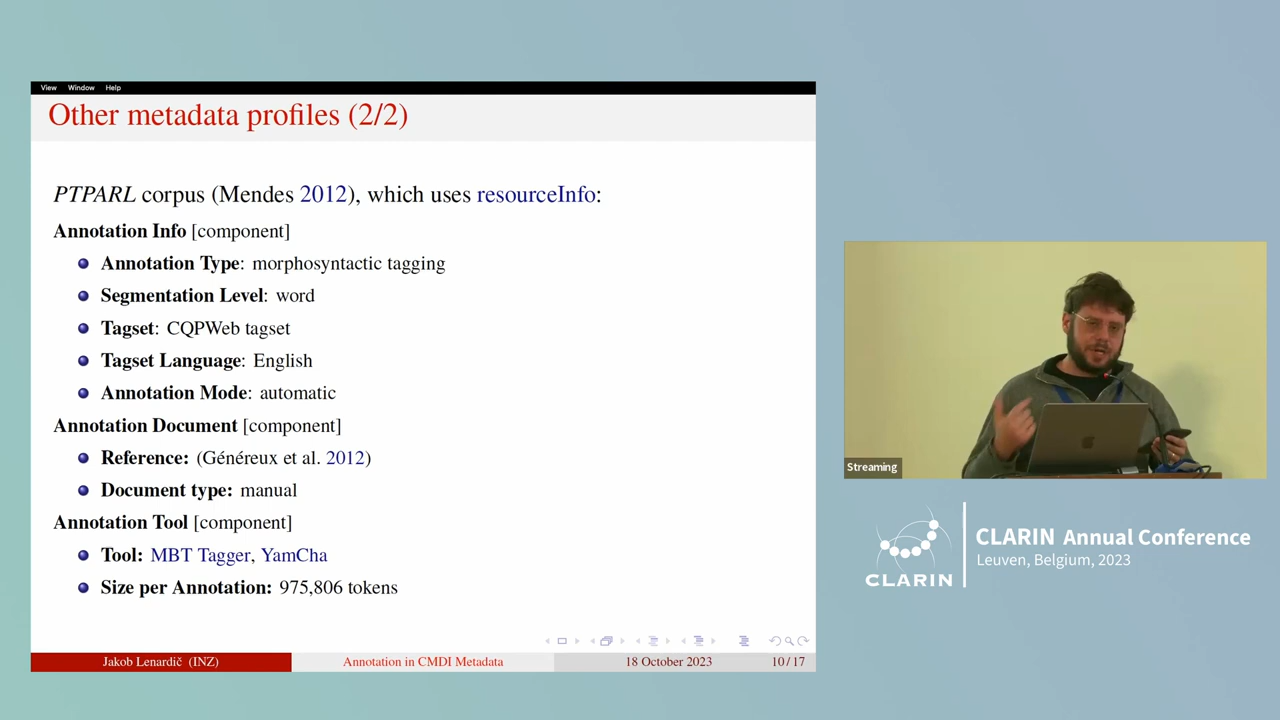 View Window Help
Other metadata profiles (2/2)
PTPARL corpus (Mendes 2012), which uses resourceInfo:
Annotation Info [component]
Annotation Type: morphosyntactic tagging
Segmentation Level: word
Tagset: CQPWeb tagset
Tagset Language: English
Annotation Mode: automatic
Annotation Document [component]
Reference: (Généreux et al. 2012)
Document type: manual
Annotation Tool [component]
Tool: MBT Tagger, YamCha
Size per Annotation: 975,806 tokens
Jakob Lenardič (INZ) Annotation in CMDI Metadata 18 October 2023 10 / 17
Streaming
CLARIN
CLARIN Annual Conference
Leuven, Belgium, 2023